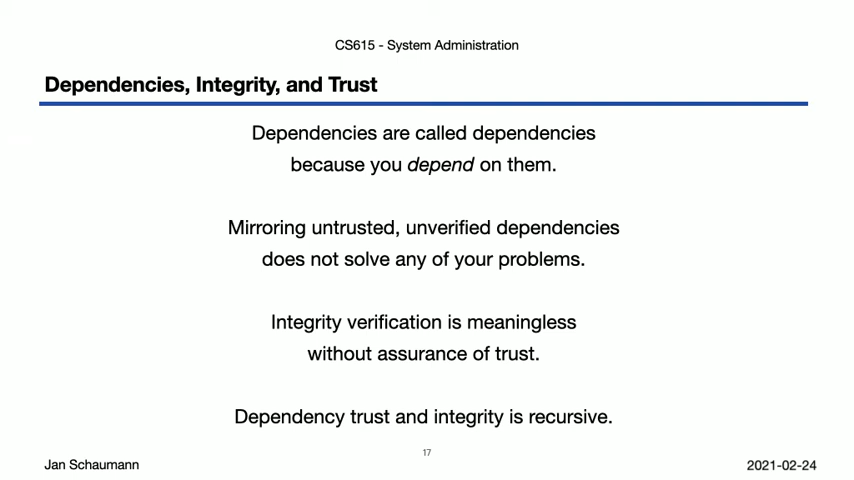 CS615 - System Administration
Dependencies, Integrity, and Trust
Dependencies are called dependencies
because you depend on them.
Mirroring untrusted, unverified dependencies
does not solve any of your problems.
Integrity verification is meaningless
without assurance of trust.
Dependency trust and integrity is recursive.
17
Jan Schaumann
2021-02-24